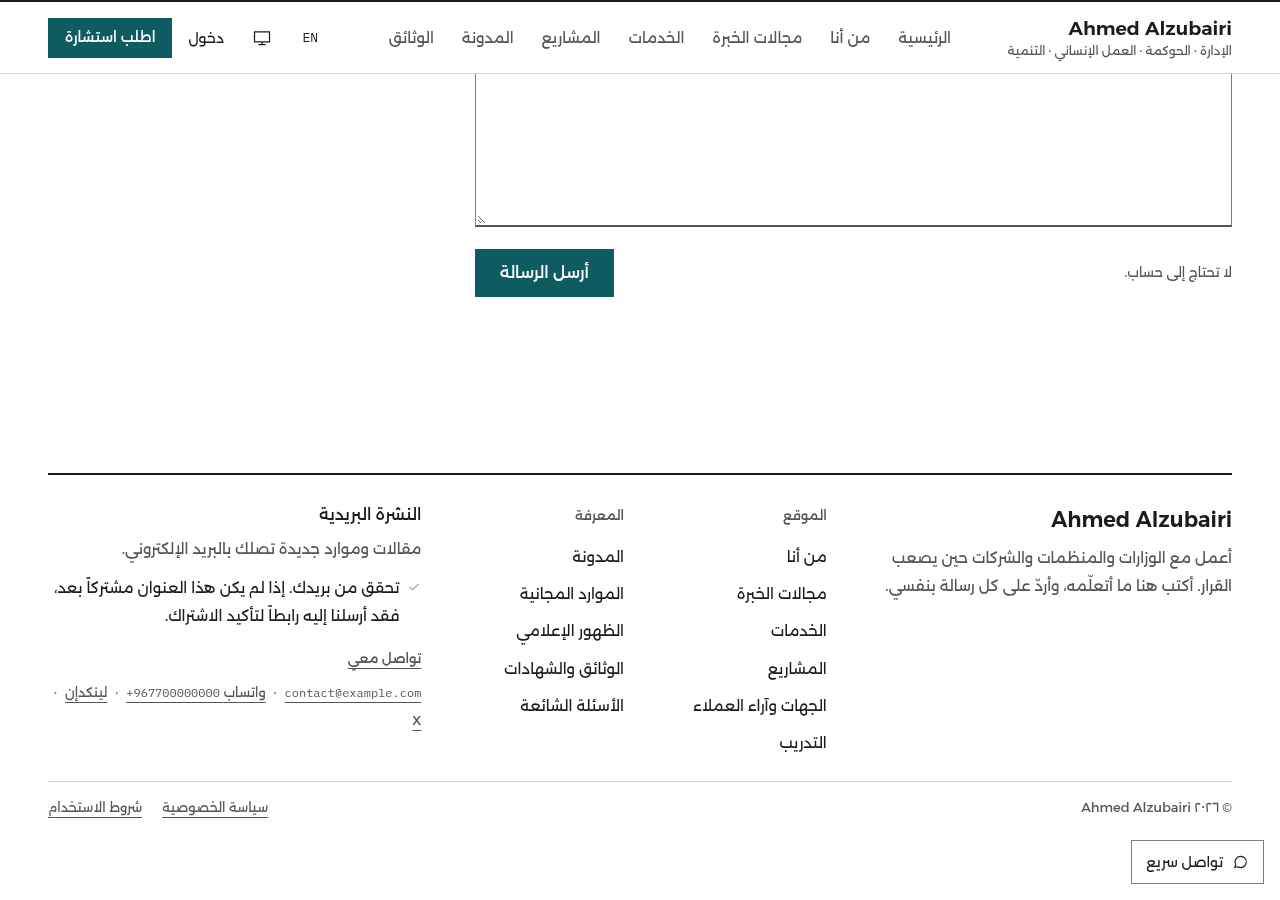 Ahmed Alzubairi
الإدارة · الحوكمة · العمل الإنساني · التنمية
الرئيسية
من أنا
مجالات الخبرة
الخدمات
المشاريع
المدونة
الوثائق
EN
دخول
اطلب استشارة
لا تحتاج إلى حساب.
أرسل الرسالة
Ahmed Alzubairi
أعمل مع الوزارات والمنظمات والشركات حين يصعب
القرار. أكتب هنا ما أتعلّمه، وأردّ على كل رسالة بنفسي.
الموقع
من أنا
مجالات الخبرة
الخدمات
المشاريع
الجهات وآراء العملاء
التدريب
المعرفة
المدونة
الموارد المجانية
الظهور الإعلامي
الوثائق والشهادات
الأسئلة الشائعة
النشرة البريدية
مقالات وموارد جديدة تصلك بالبريد الإلكتروني.
تحقق من بريدك. إذا لم يكن هذا العنوان مشتركاً بعد،
فقد أرسلنا إليه رابطاً لتأكيد الاشتراك.
تواصل معي
contact@example.com · واتساب +967700000000 · لينكدإن ·
X
© ٢٠٢٦ Ahmed Alzubairi
سياسة الخصوصية
شروط الاستخدام
تواصل سريع